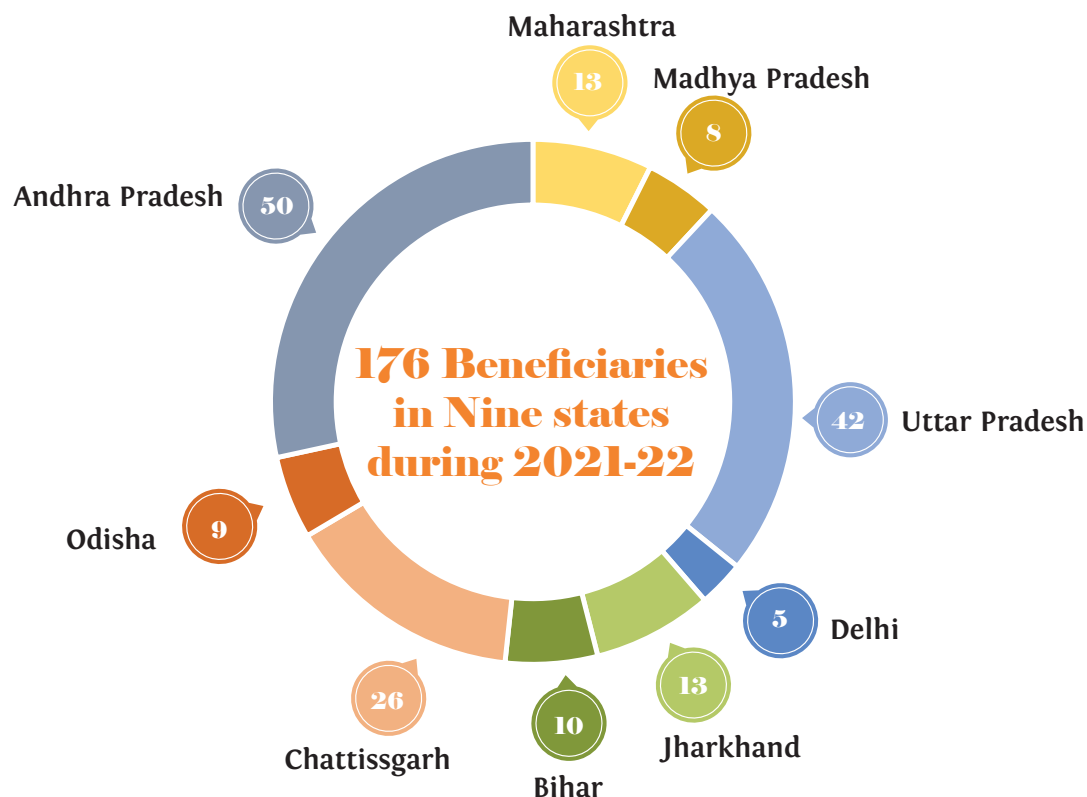 Maharashtra
13
Madhya Pradesh
8
Andhra Pradesh
50
176 Beneficiaries
in Nine states
during 2021-22
42
Uttar Pradesh
Odisha
9
5
Delhi
26
Chattissgarh
10
Bihar
13
Jharkhand